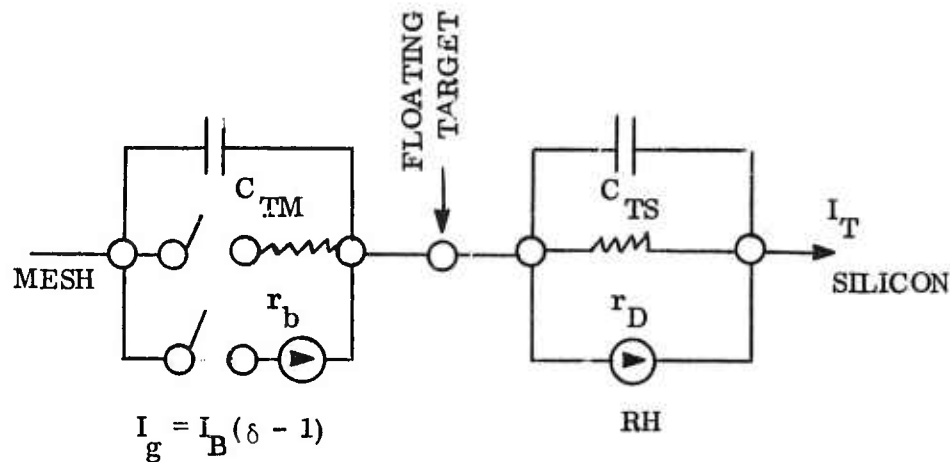 FLOATING
TARGET
C_TM
C_TS
I_T
MESH
SILICON
r_b
r_D
I_g = I_B (δ - 1)
RH